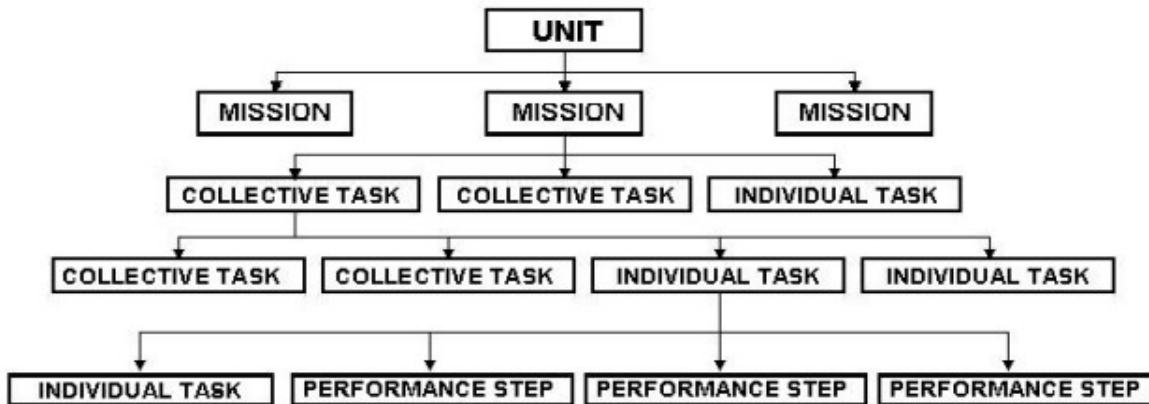 UNIT
MISSION
MISSION
MISSION
COLLECTIVE TASK
COLLECTIVE TASK
INDIVIDUAL TASK
COLLECTIVE TASK
COLLECTIVE TASK
INDIVIDUAL TASK
INDIVIDUAL TASK
INDIVIDUAL TASK
PERFORMANCE STEP
PERFORMANCE STEP
PERFORMANCE STEP